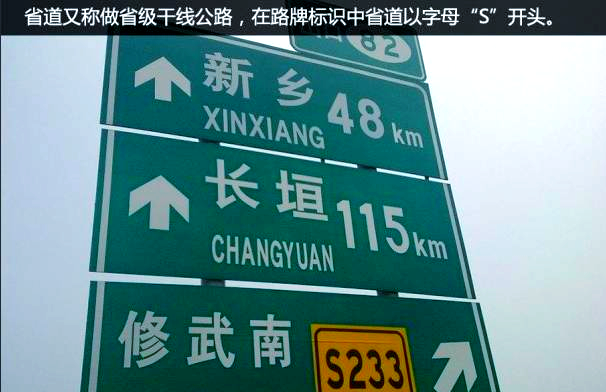 省道又称做省级干线公路，在路牌标识中省道以字母“S”开头。
82
新乡 48 km
XINXIANG
长垣 115 km
CHANGYUAN
修武南
S233